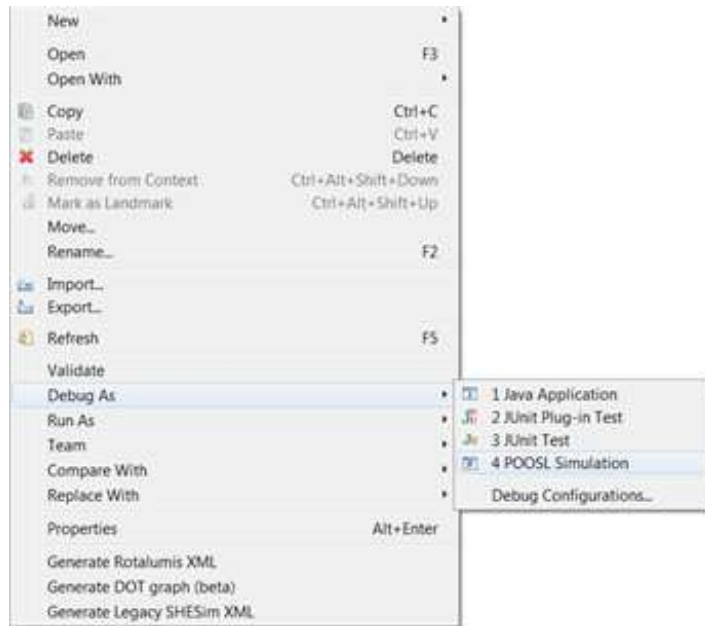 New
Open F3
Open With
Copy Ctrl+C
Paste Ctrl+V
Delete Delete
Remove from Context Ctrl+Alt+Shift+Down
Mark as Landmark Ctrl+Alt+Shift+Up
Move...
Rename... F2
Import...
Export...
Refresh F5
Validate
Debug As
1 Java Application
Run As
2 JUnit Plug-in Test
Team
3 JUnit Test
Compare With
4 POOSL Simulation
Replace With
Debug Configurations...
Properties Alt+Enter
Generate Rotalumis XML
Generate DOT graph (beta)
Generate Legacy SHESim XML